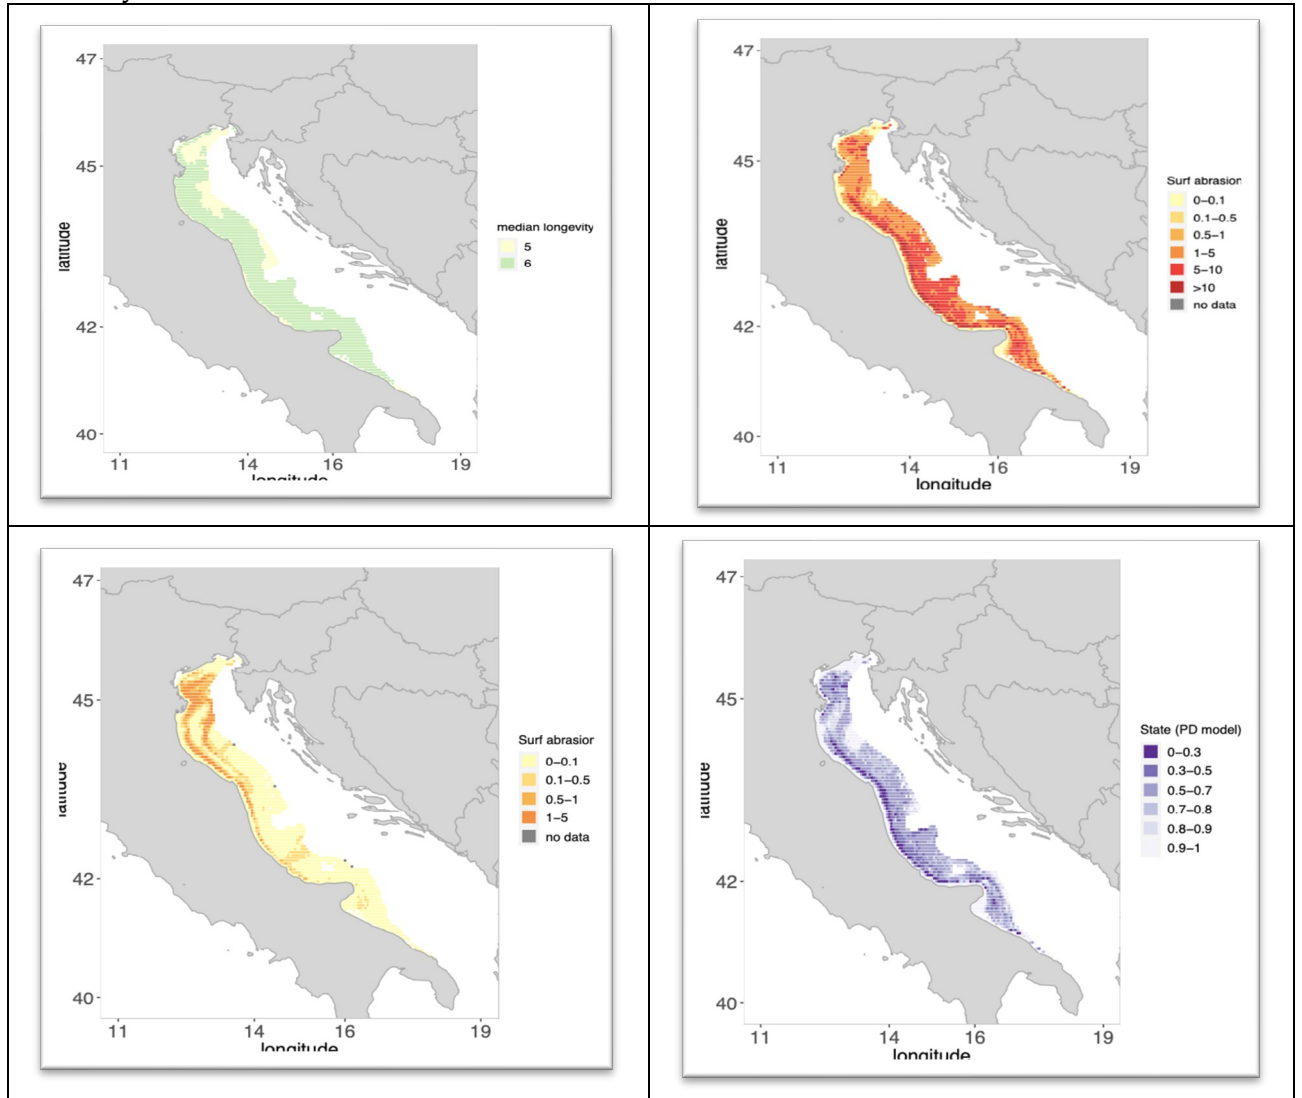 47
45
42
40
11 14 16 19
latitude
longitude
median longevity
5
6
47
45
42
40
11 14 16 19
latitude
longitude
Surf abrasion
0–0.1
0.1–0.5
0.5–1
1–5
5–10
>10
no data
47
45
42
40
11 14 16 19
latitude
longitude
Surf abrasior
0–0.1
0.1–0.5
0.5–1
1–5
no data
47
45
42
40
11 14 16 19
latitude
longitude
State (PD model)
0–0.3
0.3–0.5
0.5–0.7
0.7–0.8
0.8–0.9
0.9–1